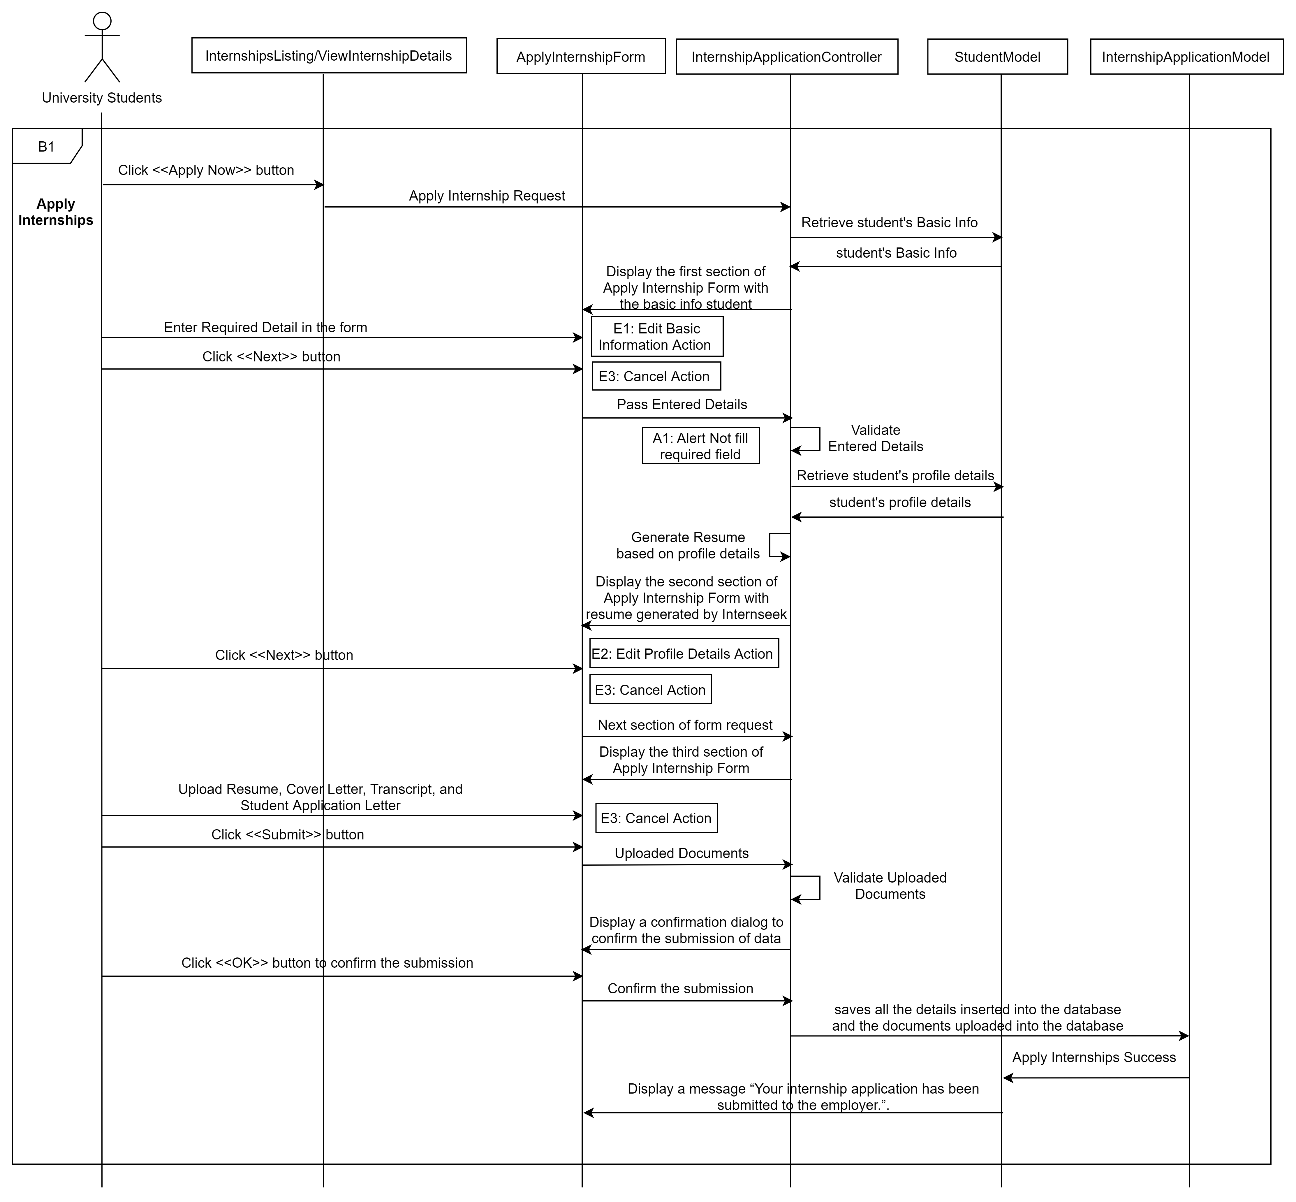 InternshipsListing/ViewInternshipDetails
ApplyInternshipForm
InternshipApplicationController
StudentModel
InternshipApplicationModel
University Students
B1
Apply
Internships
Click <<Apply Now>> button
Apply Internship Request
Retrieve student's Basic Info
student's Basic Info
Display the first section of
Apply Internship Form with
the basic info student
Enter Required Detail in the form
E1: Edit Basic
Information Action
Click <<Next>> button
E3: Cancel Action
Pass Entered Details
A1: Alert Not fill
required field
Validate
Entered Details
Retrieve student's profile details
student's profile details
Generate Resume
based on profile details
Display the second section of
Apply Internship Form with
resume generated by Internseek
Click <<Next>> button
E2: Edit Profile Details Action
E3: Cancel Action
Next section of form request
Display the third section of
Apply Internship Form
Upload Resume, Cover Letter, Transcript, and
Student Application Letter
E3: Cancel Action
Click <<Submit>> button
Uploaded Documents
Validate Uploaded
Documents
Display a confirmation dialog to
confirm the submission of data
Click <<OK>> button to confirm the submission
Confirm the submission
saves all the details inserted into the database
and the documents uploaded into the database
Apply Internships Success
Display a message “Your internship application has been
submitted to the employer.”.